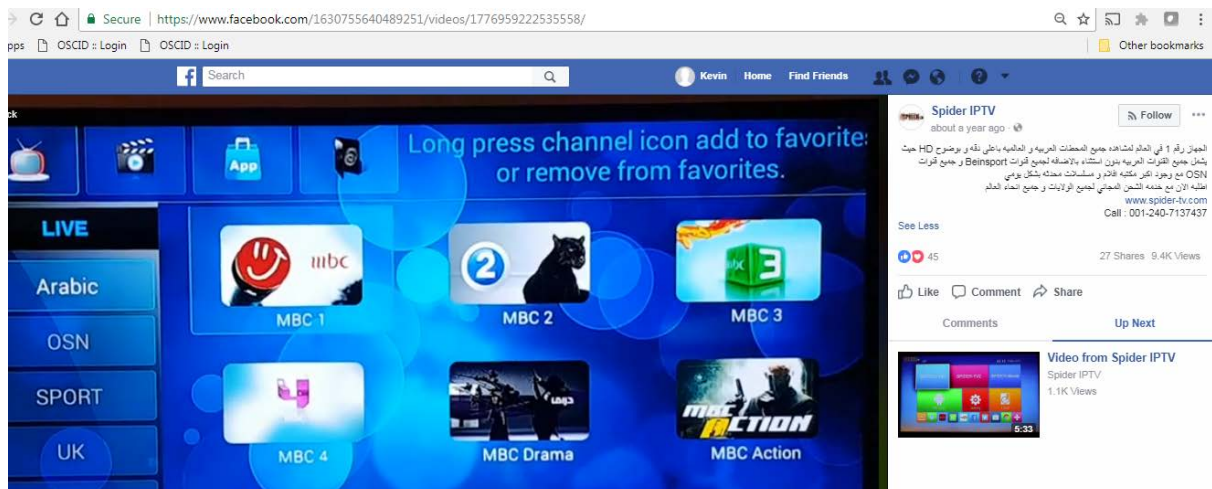 Secure | https://www.facebook.com/1630755640489251/videos/1776959222535558/
pps OSCID :: Login OSCID :: Login Other bookmarks
Search Kevin Home Find Friends
ck
Long press channel icon add to favorite
or remove from favorites.
App
LIVE
Arabic
OSN
SPORT
UK
mbc
MBC 1
2
MBC 2
mbc 3
MBC 3
4
MBC 4
MBC Drama
mbc ACTION
MBC Action
Spider IPTV
about a year ago
Follow
الجهاز رقم 1 في العالم لمشاهده جميع المحطات العربيه و العالميه باعلى دقه و بوضوح HD حيث
يشمل جميع القنوات العربيه بدون استثناء بالاضافه لجميع قنوات Beinsport و جميع قنوات
OSN مع وجود اكبر مكتبه افلام و مسلسلات محدثه بشكل يومي
اطلبه الان مع خدمه الشحن المجاني لجميع الولايات و جميع انحاء العالم
www.spider-tv.com
Call : 001-240-7137437
See Less
45 27 Shares 9.4K Views
Like Comment Share
Comments Up Next
Video from Spider IPTV
Spider IPTV
1.1K Views
5:33